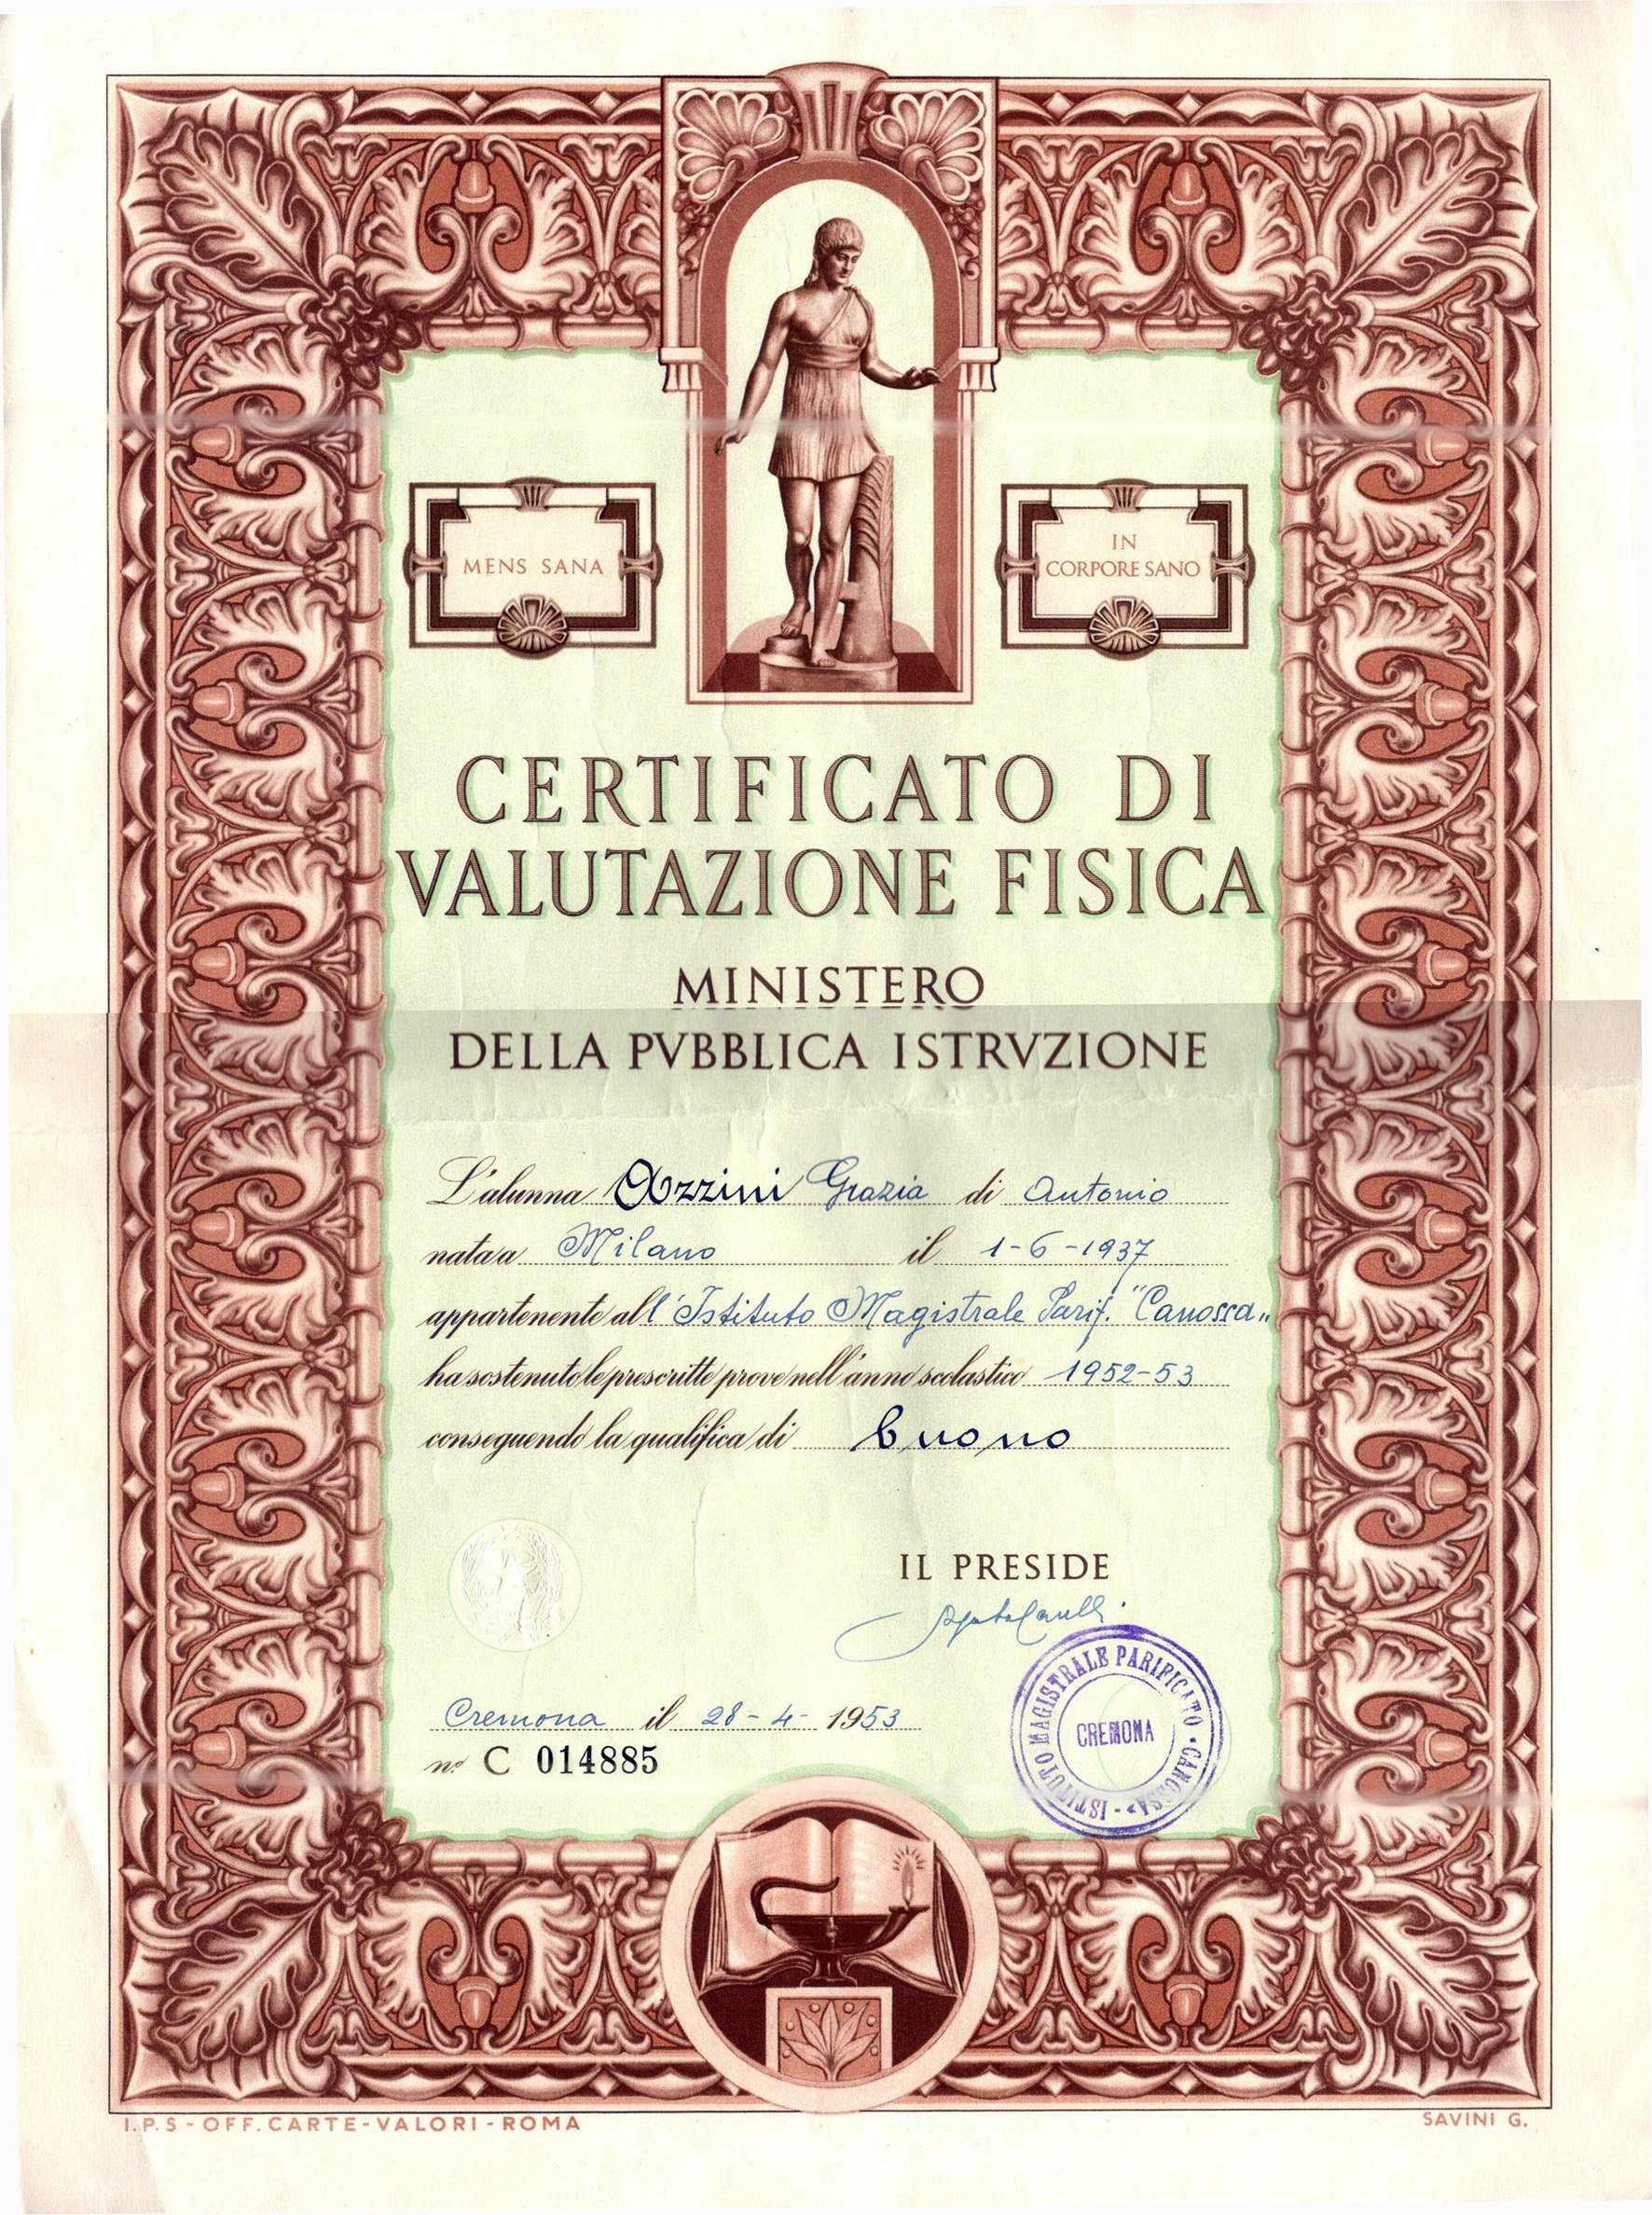 MENS SANA
IN
CORPORE SANO
CERTIFICATO DI
VALUTAZIONE FISICA
MINISTERO
DELLA PVBBLICA ISTRVZIONE
L'alunna Azzini Grazia di Antonio
nata a Milano il 1-6-1937
appartenente all'Istituto Magistrale Parif. "Canossa„
ha sostenuto le prescritte prove nell'anno scolastico 1952-53
conseguendo la qualifica di buono
IL PRESIDE
ISTITUTO MAGISTRALE PARIFICATO · CANOSSA
CREMONA
Cremona il 28-4-1953
n.º C 014885
I.P.S - OFF. CARTE-VALORI - ROMA
SAVINI G.